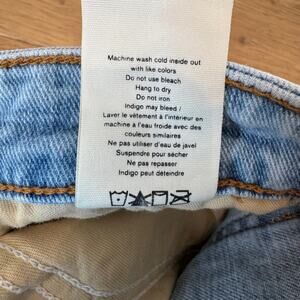 Machine wash cold inside out
with like colors
Do not use bleach
Hang to dry
Do not iron
Indigo may bleed /
Laver le vêtement à l'intérieur en
machine à l'eau froide avec des
couleurs similaires
Ne pas utiliser d'eau de javel
Suspendre pour sécher
Ne pas repasser
Indigo peut déteindre